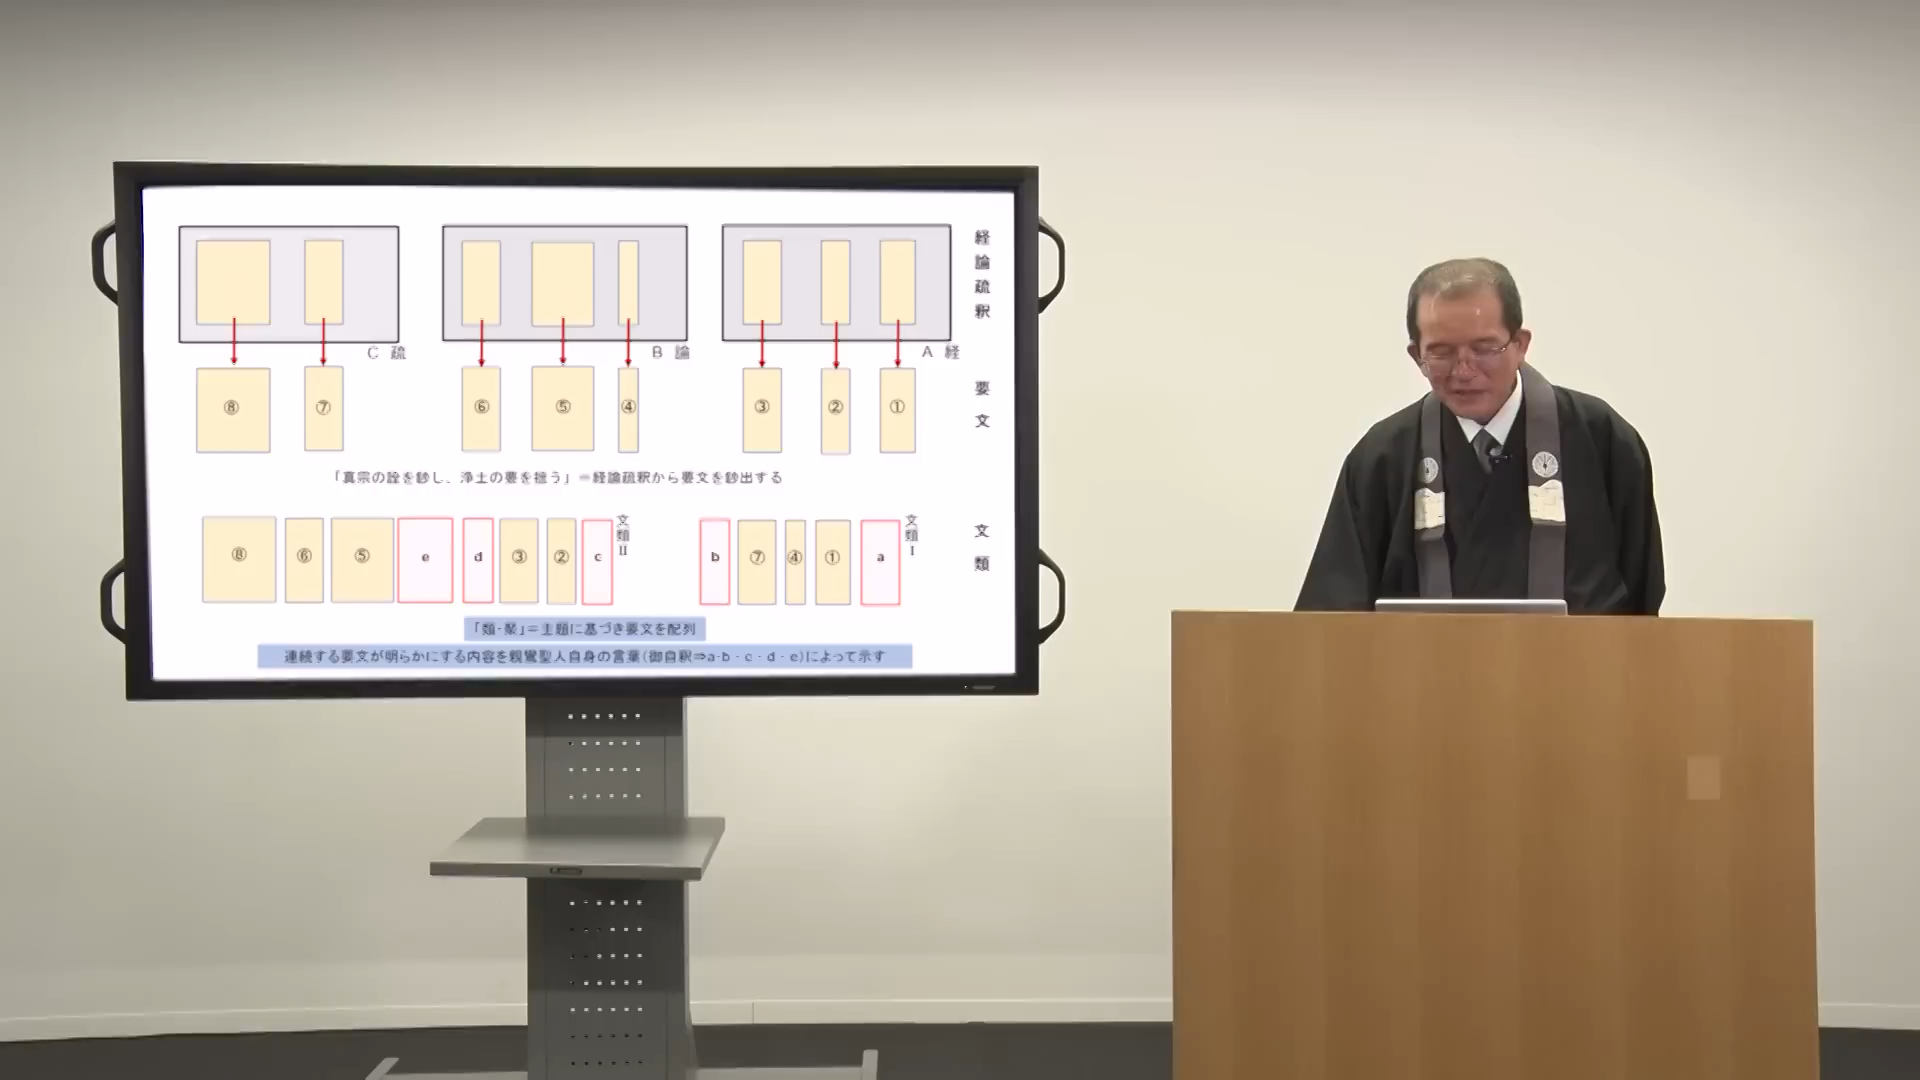 経論疏釈
A 経
B 論
C 疏
要文
① ② ③ ④ ⑤ ⑥ ⑦ ⑧
「真宗の詮を鈔し、浄土の要を摭う」＝経論疏釈から要文を鈔出する
文類
文類Ⅰ
a ① ④ ⑦ b
文類Ⅱ
c ② ③ d e ⑤ ⑥ ⑧
「類・聚」＝主題に基づき要文を配列
連続する要文が明らかにする内容を親鸞聖人自身の言葉(御自釈⇒a・b・c・d・e)によって示す